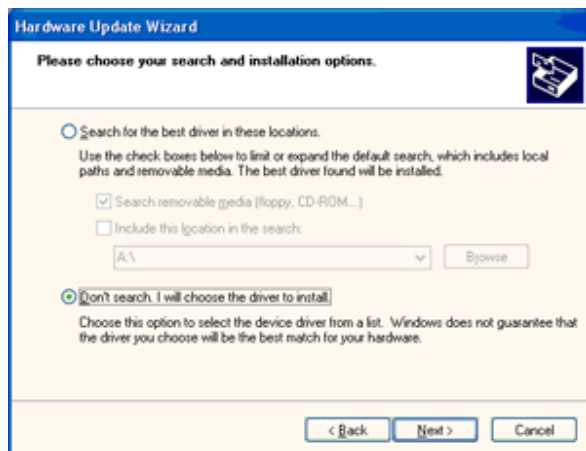 Hardware Update Wizard
Please choose your search and installation options.
Search for the best driver in these locations.
Use the check boxes below to limit or expand the default search, which includes local
paths and removable media. The best driver found will be installed.
Search removable media (floppy, CD-ROM...)
Include this location in the search:
A:\
Browse
Don't search. I will choose the driver to install.
Choose this option to select the device driver from a list. Windows does not guarantee that
the driver you choose will be the best match for your hardware.
< Back Next > Cancel